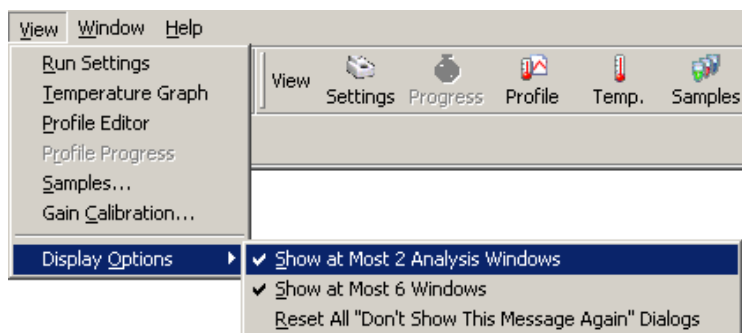 View Window Help
Run Settings
Temperature Graph
Profile Editor
Profile Progress
Samples...
Gain Calibration...
Display Options
View
Settings Progress Profile Temp. Samples
Show at Most 2 Analysis Windows
Show at Most 6 Windows
Reset All "Don't Show This Message Again" Dialogs